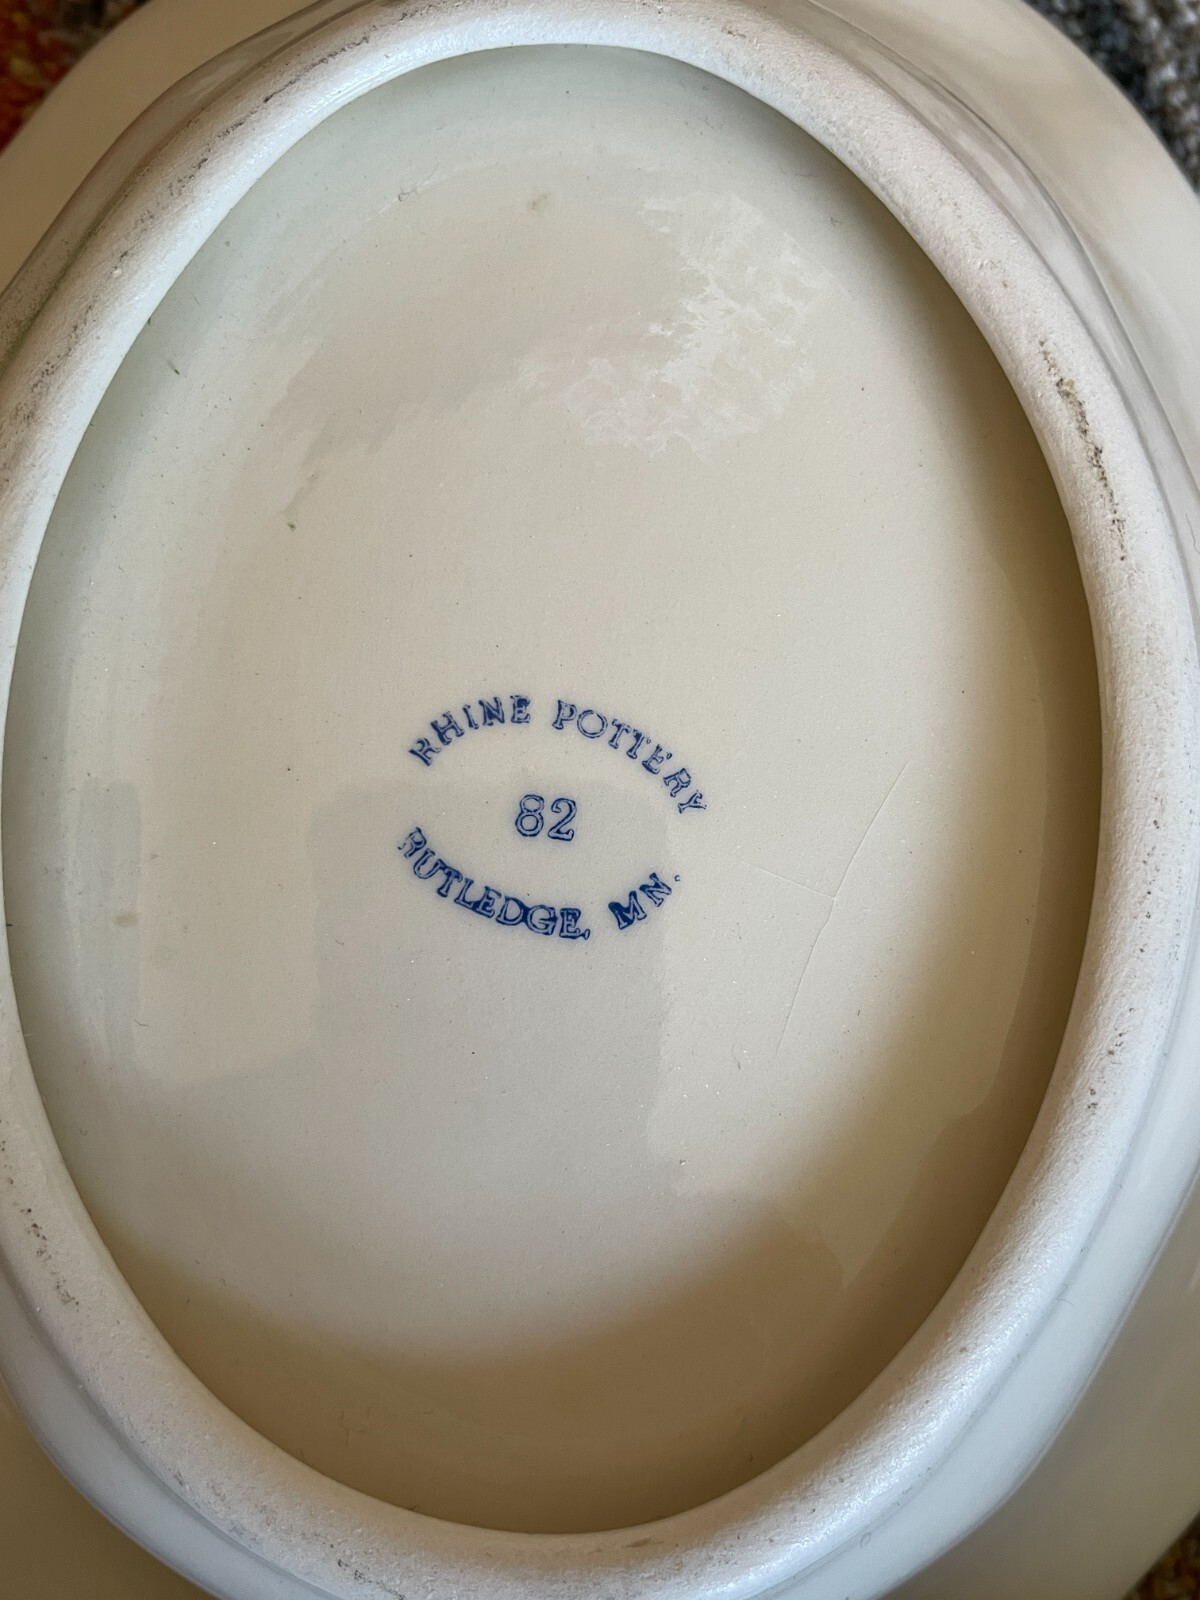 RHINE POTTERY
82
RUTLEDGE, MN.